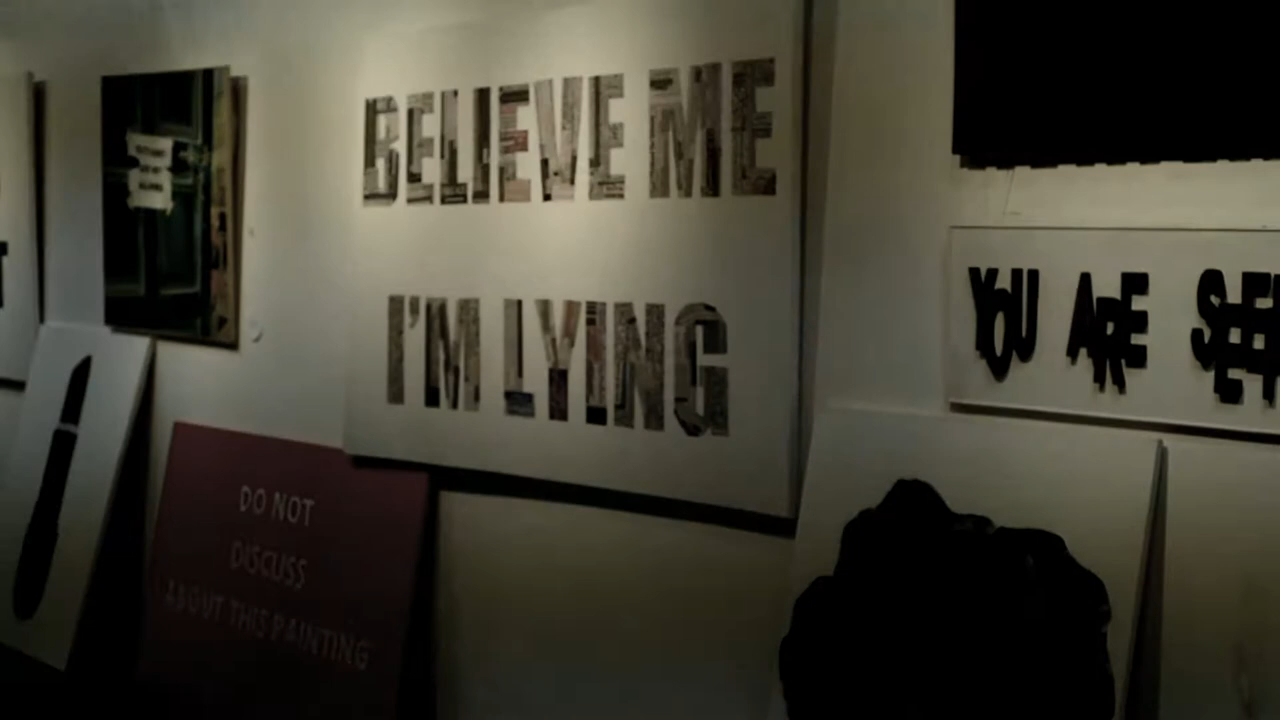 BELIEVE ME
I'M LYING
YOU ARE
DO NOT
DISCUSS
ABOUT THIS PAINTING